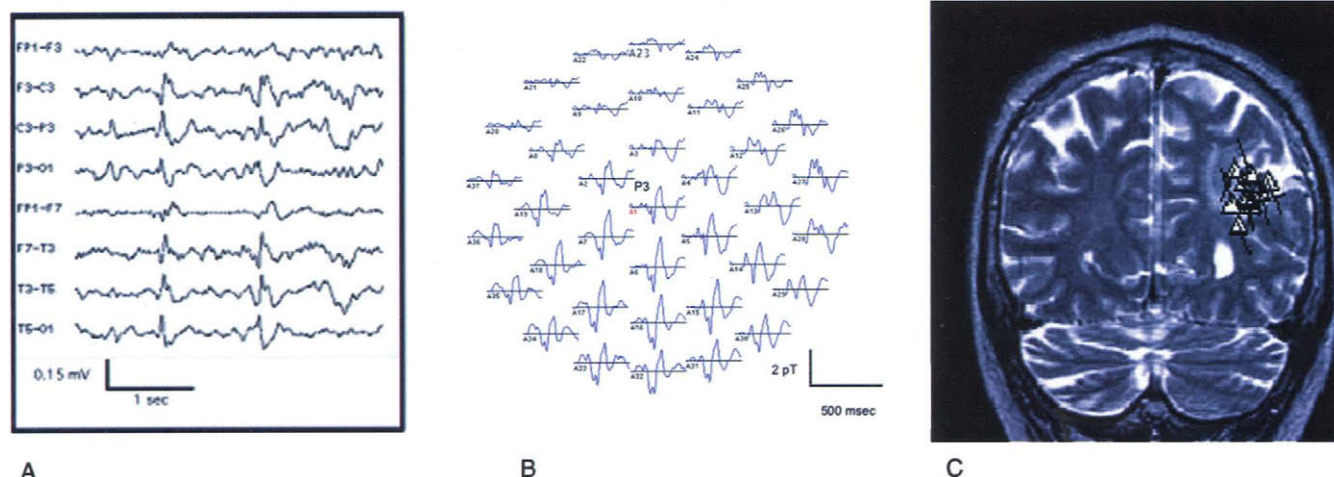 FP1-F3
F3-C3
C3-P3
P3-O1
FP1-F7
F7-T3
T3-T5
T5-O1
0.15 mV
1 sec
A
A22
A23
A24
A21
A25
A9
A10
A11
A20
A26
A8
A3
A12
A37
A2
P3
A4
A27
A19
A1
A13
A36
A7
A5
A28
A18
A6
A14
A35
A29
A17
A16
A15
A34
A30
A33
A32
A31
2 pT
500 msec
B
C